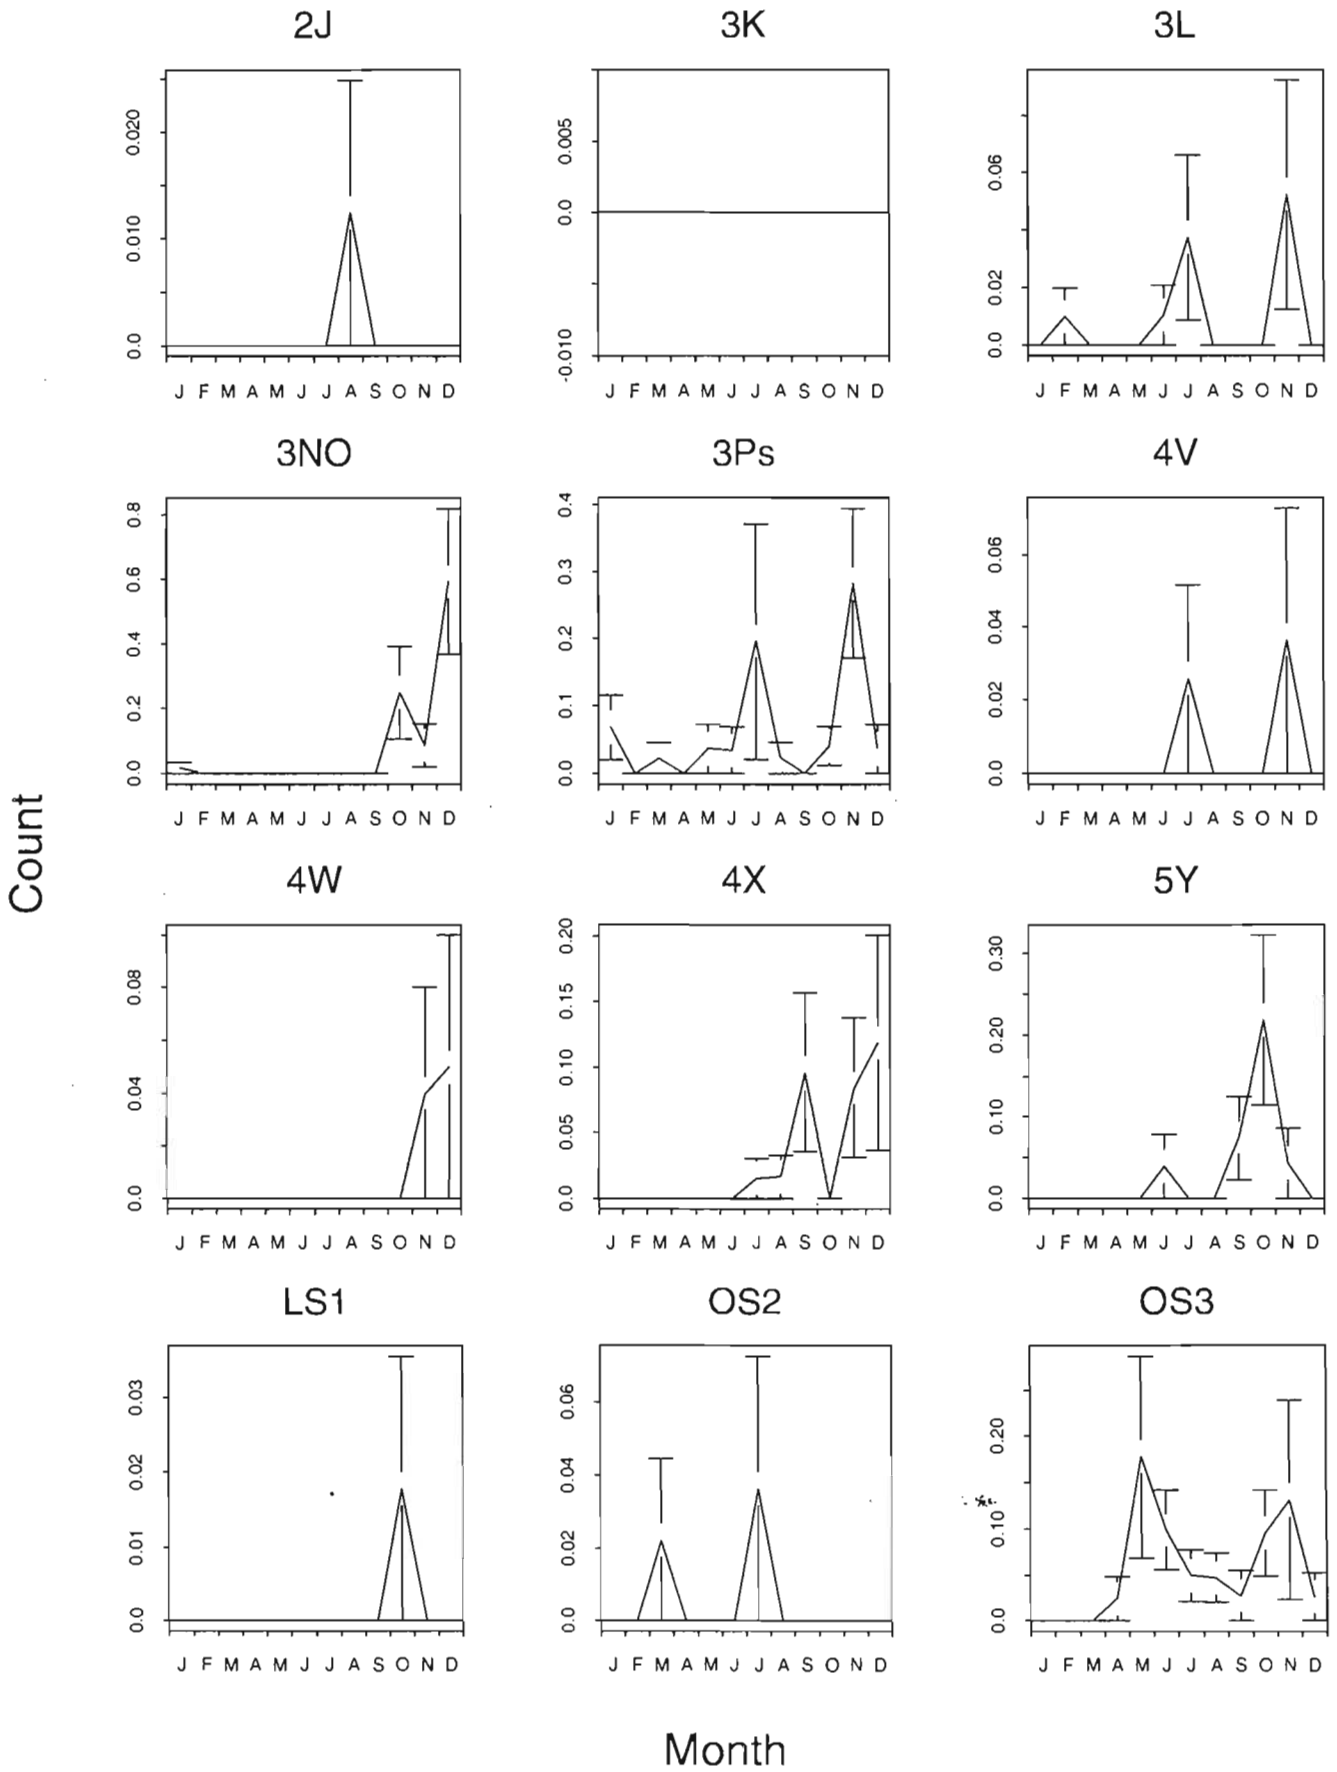 2J 3K 3L
0.0 0.010 0.020
-0.010 0.0 0.005
0.0 0.02 0.06
J F M A M J J A S O N D
J F M A M J J A S O N D
J F M A M J J A S O N D
3NO 3Ps 4V
0.0 0.2 0.4 0.6 0.8
0.0 0.1 0.2 0.3 0.4
0.0 0.02 0.04 0.06
J F M A M J J A S O N D
J F M A M J J A S O N D
J F M A M J J A S O N D
Count
4W 4X 5Y
0.0 0.04 0.08
0.0 0.05 0.10 0.15 0.20
0.0 0.10 0.20 0.30
J F M A M J J A S O N D
J F M A M J J A S O N D
J F M A M J J A S O N D
LS1 OS2 OS3
0.0 0.01 0.02 0.03
0.0 0.02 0.04 0.06
0.0 0.10 0.20
J F M A M J J A S O N D
J F M A M J J A S O N D
J F M A M J J A S O N D
Month